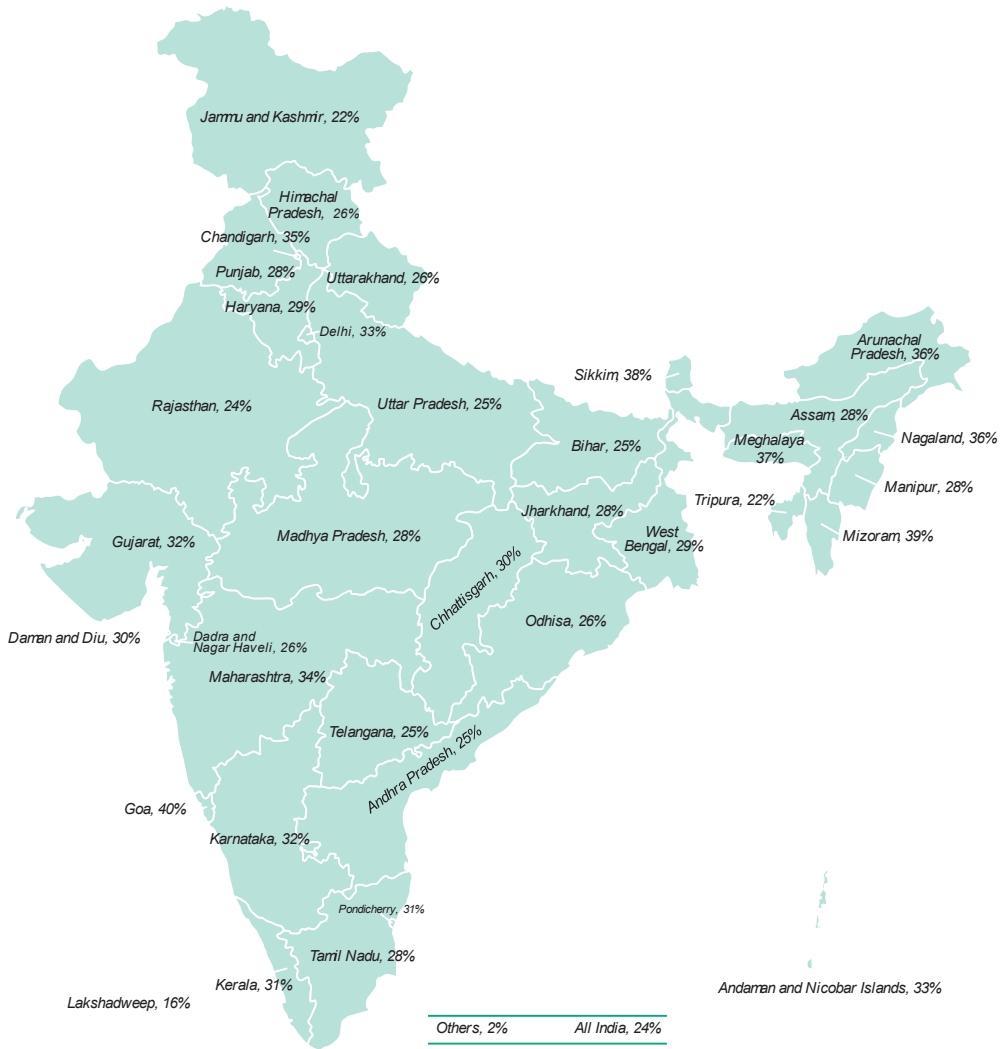 Jammu and Kashmir, 22%
Himachal
Pradesh, 26%
Chandigarh, 35%
Punjab, 28%
Uttarakhand, 26%
Haryana, 29%
Delhi, 33%
Arunachal
Pradesh, 36%
Sikkim, 38%
Rajasthan, 24%
Uttar Pradesh, 25%
Assam, 28%
Nagaland, 36%
Bihar, 25%
Meghalaya
37%
Manipur, 28%
Tripura, 22%
Jharkhand, 28%
Madhya Pradesh, 28%
Gujarat, 32%
West
Bengal, 29%
Mizoram, 39%
Chhattisgarh, 30%
Odhisa, 26%
Daman and Diu, 30%
Dadra and
Nagar Haveli, 26%
Maharashtra, 34%
Telangana, 25%
Andhra Pradesh, 25%
Goa, 40%
Karnataka, 32%
Pondicherry, 31%
Tamil Nadu, 28%
Kerala, 31%
Andaman and Nicobar Islands, 33%
Lakshadweep, 16%
Others, 2% All India, 24%